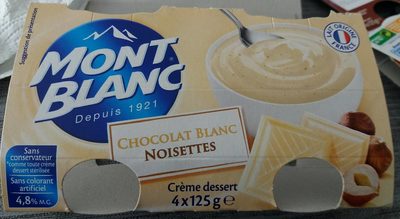 Suggestion de présentation
MONT
BLANC
Depuis 1921
LAIT ORIGINE
FRANCE
CHOCOLAT BLANC
NOISETTES
Sans
conservateur
*comme toute crème
dessert stérilisée
Sans colorant
artificiel
4,8% M.G.
Crème dessert
4x125g e